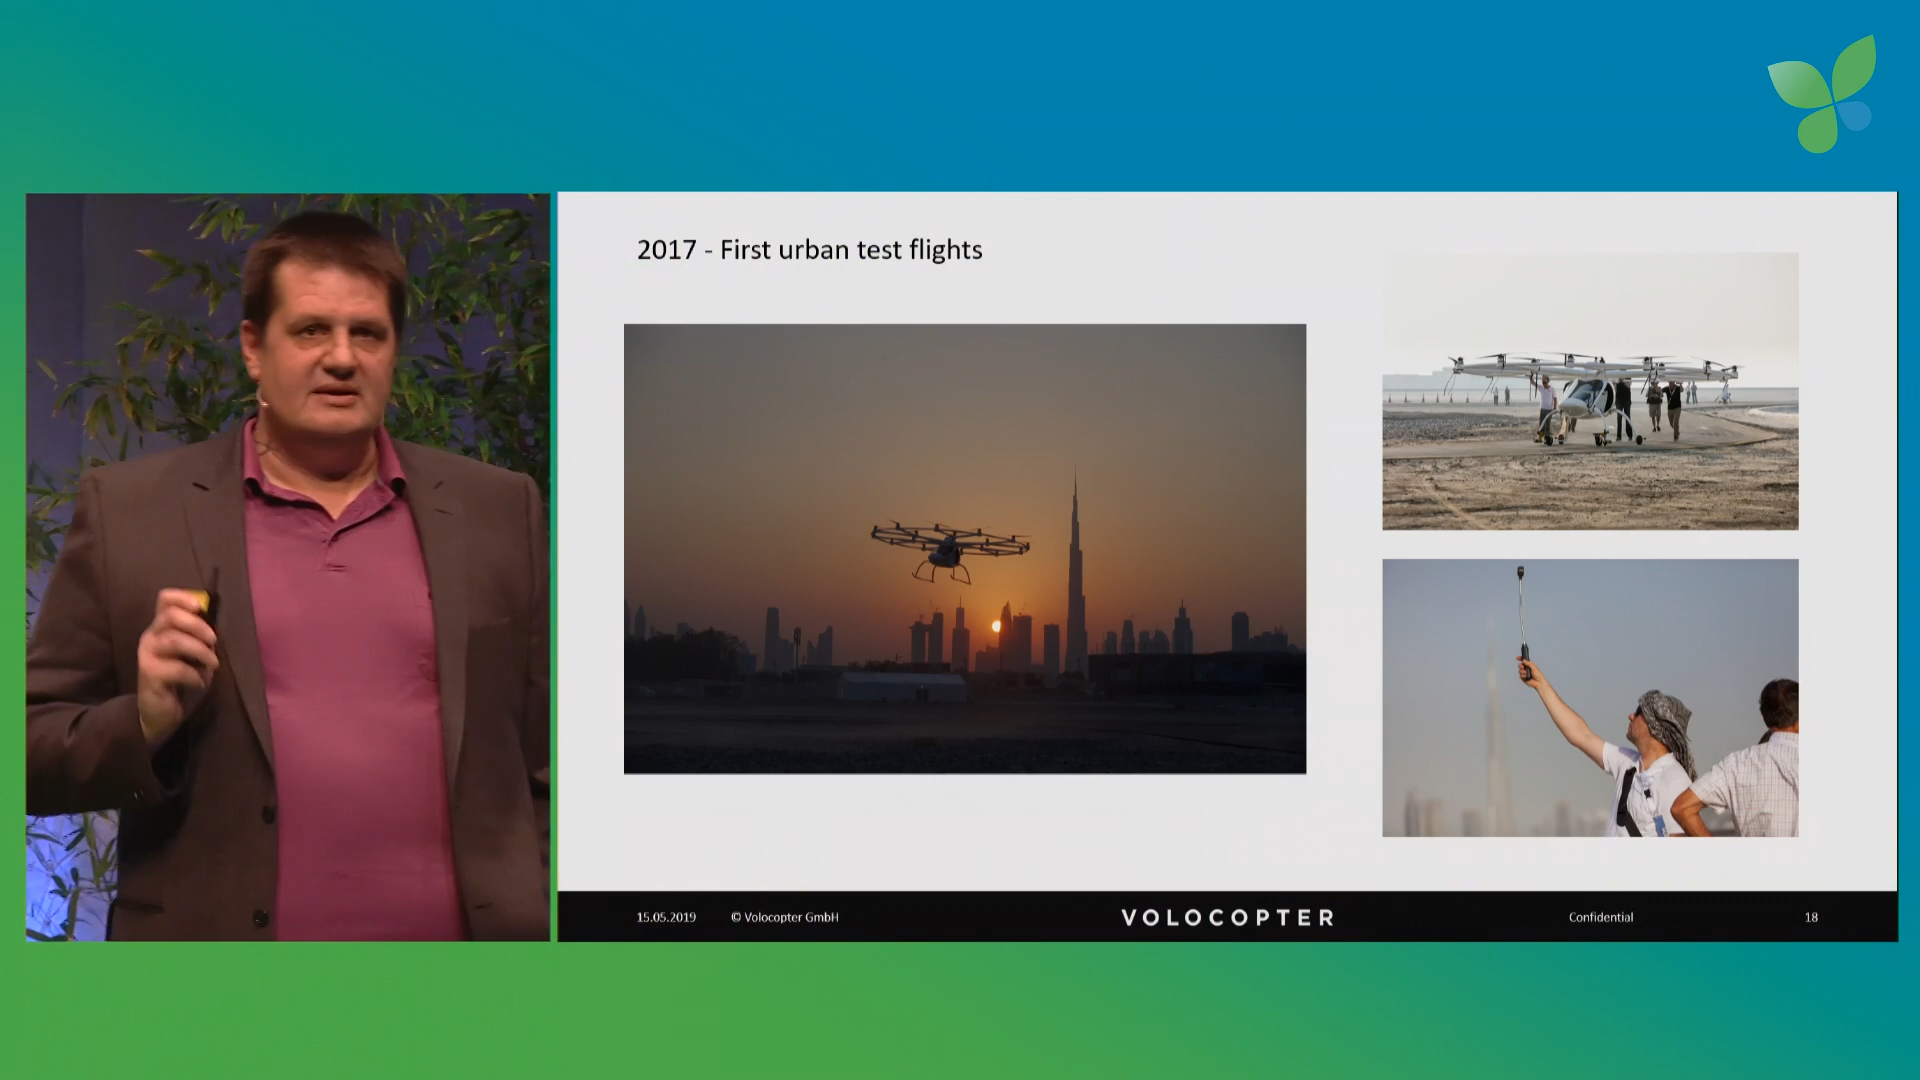 2017 - First urban test flights
15.05.2019 © Volocopter GmbH VOLOCOPTER Confidential 18